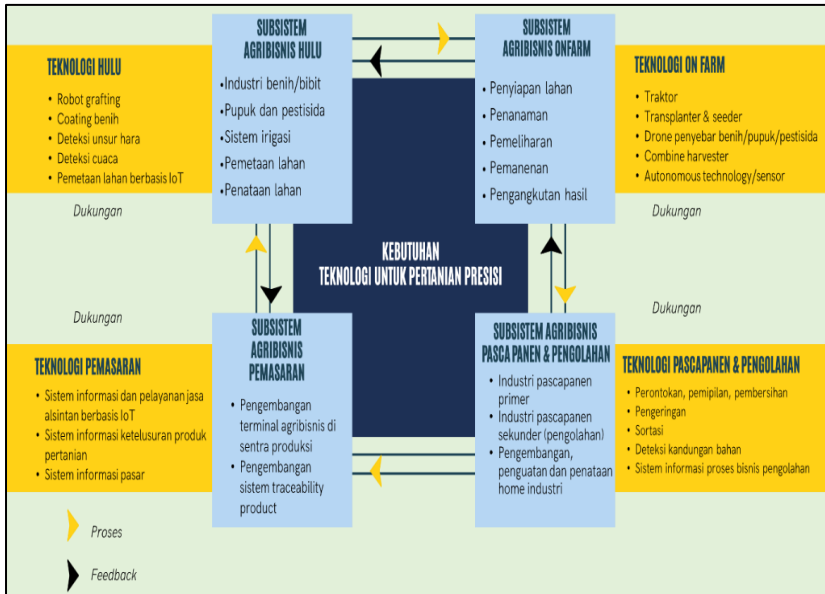 SUBSISTEM
AGRIBISNIS HULU
•Industri benih/bibit
•Pupuk dan pestisida
•Sistem irigasi
•Pemetaan lahan
•Penataan lahan
SUBSISTEM
AGRIBISNIS ONFARM
• Penyiapan lahan
• Penanaman
• Pemeliharan
• Pemanenan
• Pengangkutan hasil
TEKNOLOGI HULU
• Robot grafting
• Coating benih
• Deteksi unsur hara
• Deteksi cuaca
• Pemetaan lahan berbasis IoT
TEKNOLOGI ON FARM
• Traktor
• Transplanter & seeder
• Drone penyebar benih/pupuk/pestisida
• Combine harvester
• Autonomous technology/sensor
Dukungan
Dukungan
KEBUTUHAN
TEKNOLOGI UNTUK PERTANIAN PRESISI
Dukungan
Dukungan
TEKNOLOGI PEMASARAN
• Sistem informasi dan pelayanan jasa
alsintan berbasis IoT
• Sistem informasi ketelusuran produk
pertanian
• Sistem informasi pasar
SUBSISTEM
AGRIBISNIS
PEMASARAN
• Pengembangan
terminal agribisnis di
sentra produksi
• Pengembangan
sistem traceability
product
SUBSISTEM AGRIBISNIS
PASCA PANEN & PENGOLAHAN
• Industri pascapanen
primer
• Industri pascapanen
sekunder (pengolahan)
• Pengembangan,
penguatan dan penataan
home industri
TEKNOLOGI PASCAPANEN & PENGOLAHAN
• Perontokan, pemipilan, pembersihan
• Pengeringan
• Sortasi
• Deteksi kandungan bahan
• Sistem informasi proses bisnis pengolahan
Proses
Feedback